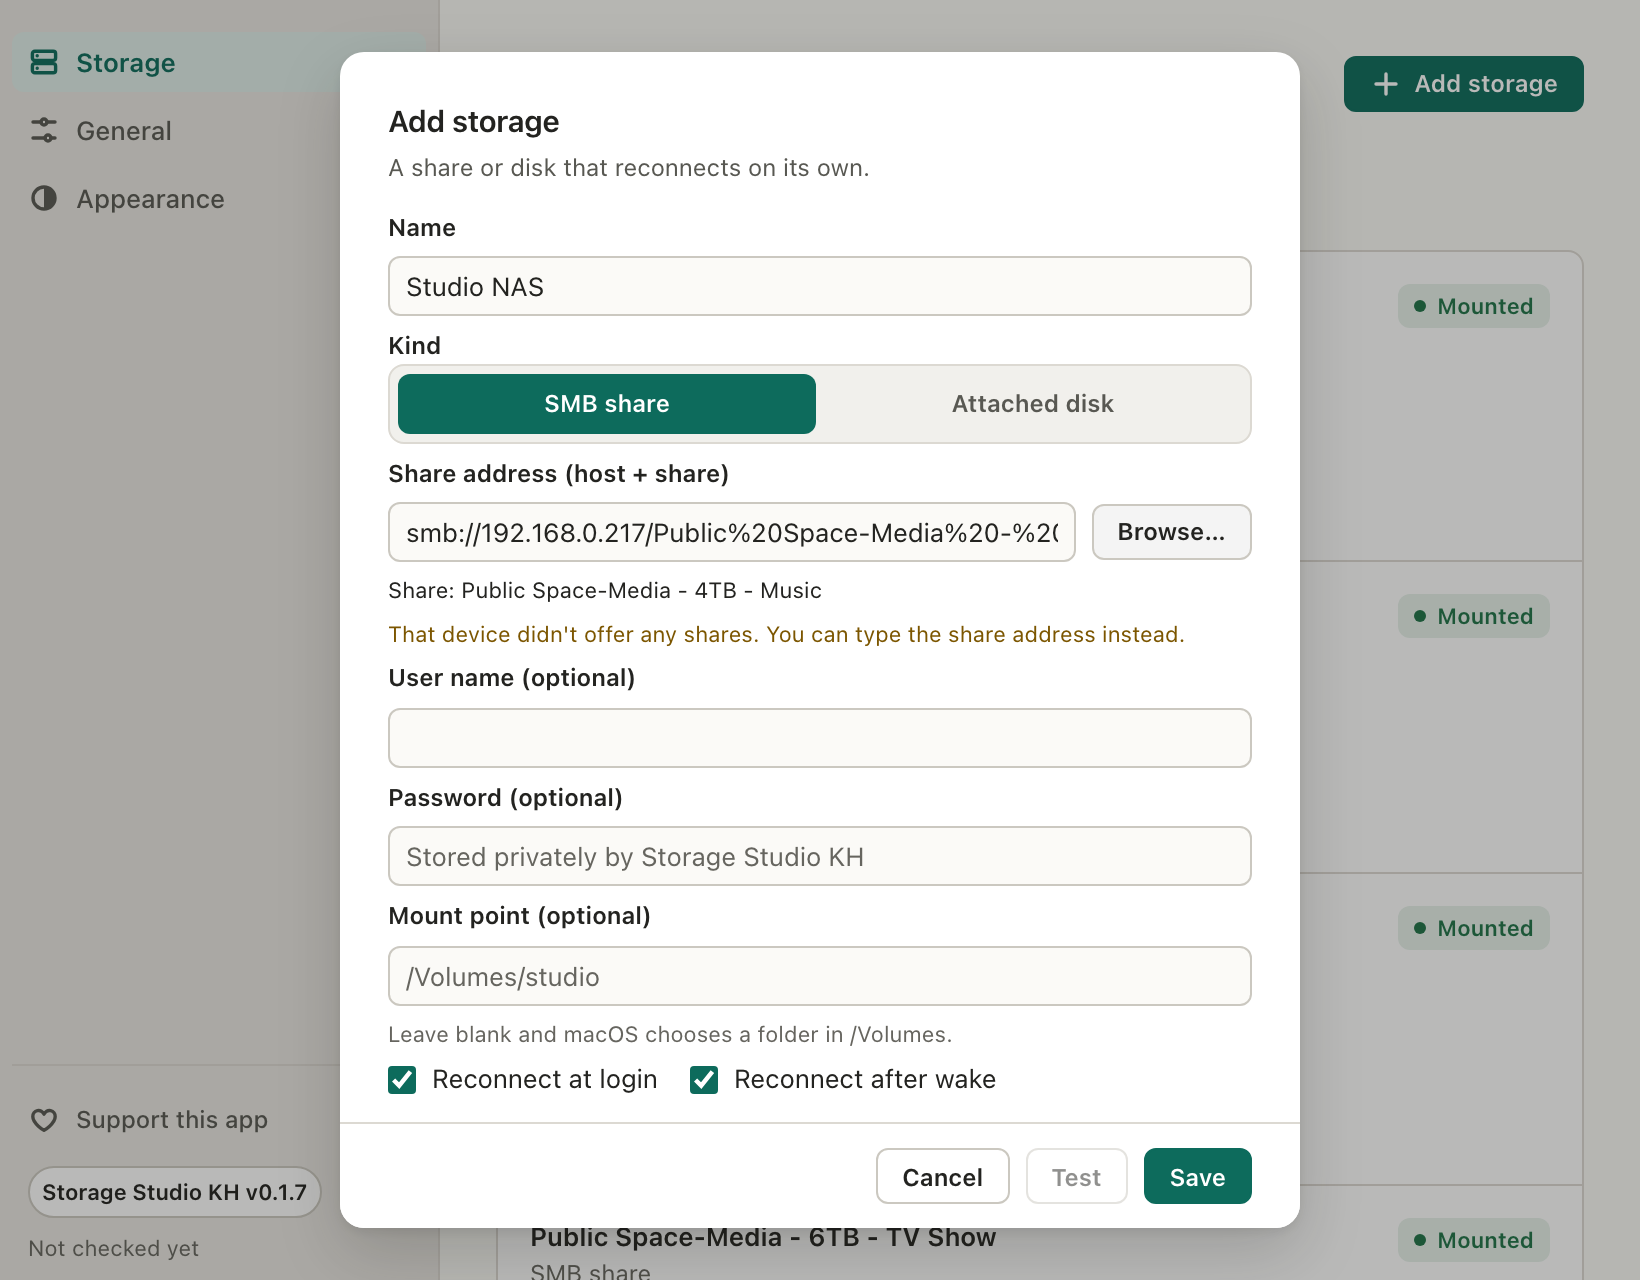 Storage
General
Appearance
Add storage
Add storage
A share or disk that reconnects on its own.
Name
Studio NAS
Kind
SMB share
Attached disk
Share address (host + share)
smb://192.168.0.217/Public%20Space-Media%20-%20
Browse...
Share: Public Space-Media - 4TB - Music
That device didn't offer any shares. You can type the share address instead.
User name (optional)
Password (optional)
Stored privately by Storage Studio KH
Mount point (optional)
/Volumes/studio
Leave blank and macOS chooses a folder in /Volumes.
Reconnect at login
Reconnect after wake
Cancel
Test
Save
Mounted
Mounted
Mounted
Public Space-Media - 6TB - TV Show
SMB share
Mounted
Support this app
Storage Studio KH v0.1.7
Not checked yet